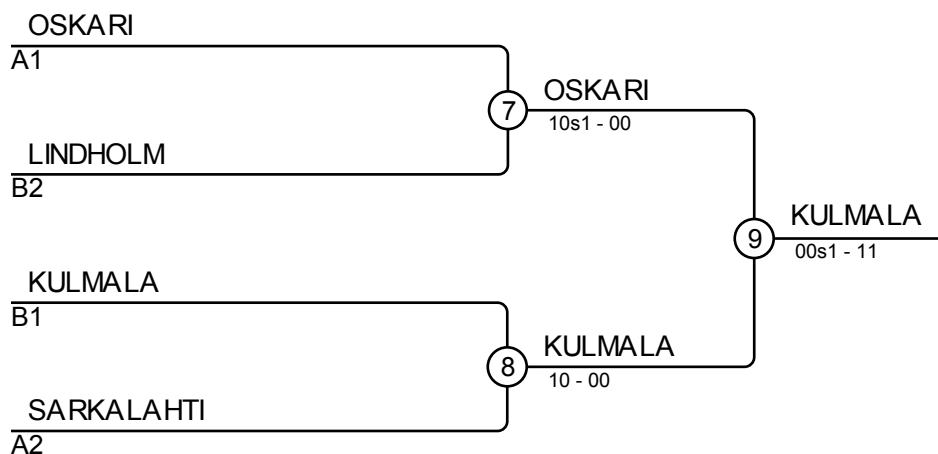 OSKARI
A1
7
OSKARI
10s1 - 00
LINDHOLM
B2
9
KULMALA
00s1 - 11
KULMALA
B1
8
KULMALA
10 - 00
SARKALAHTI
A2